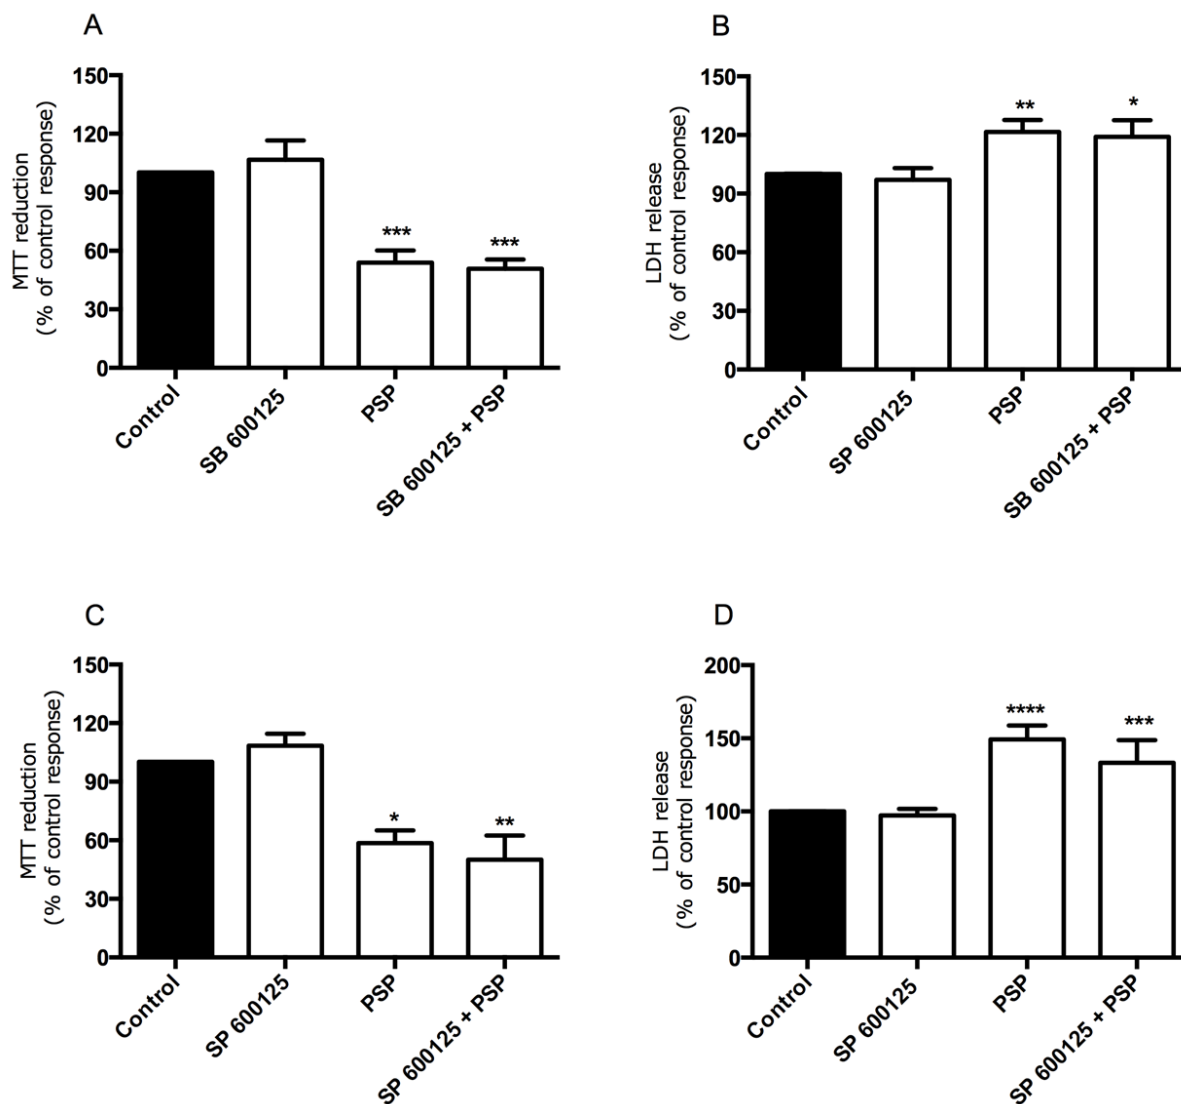 A
MTT reduction
(% of control response)
150
120
90
60
30
0
***
***
Control
SB 600125
PSP
SB 600125 + PSP
B
LDH release
(% of control response)
150
120
90
60
30
0
**
*
Control
SP 600125
PSP
SB 600125 + PSP
C
MTT reduction
(% of control response)
150
120
90
60
30
0
*
**
Control
SP 600125
PSP
SP 600125 + PSP
D
LDH release
(% of control response)
200
150
100
50
0
****
***
Control
SP 600125
PSP
SP 600125 + PSP